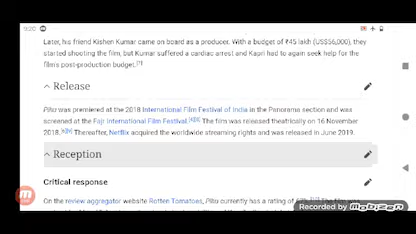 5:20
Later, his friend Kishen Kumar came on board as a producer. With a budget of ₹45 lakh (US$56,000), they
started shooting the film, but Kumar suffered a cardiac arrest and Kapri had to again seek help for the
film's post-production budget.[7]
Release
Pihu was premiered at the 2018 International Film Festival of India in the Panorama section and was
screened at the Fajr International Film Festival. The film was released theatrically on 16 November
2018. Thereafter, Netflix acquired the worldwide streaming rights and was released in June 2019.
Reception
Critical response
On the review aggregator website Rotten Tomatoes, Pihu currently has a rating of
Recorded by mobizen